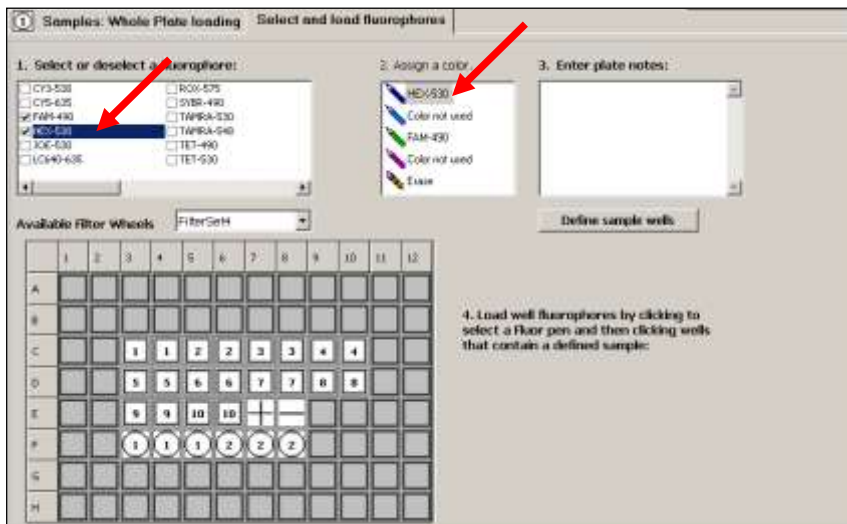 1 Samples: Whole Plate loading Select and load fluorophores
1. Select or deselect a fluorophore:
CY3-530 ROX-575
CY5-635 SYBR-490
FAM-490 TAMRA-530
HEX-530 TAMRA-540
JOE-530 TET-490
LC640-635 TET-530
2. Assign a color
HEX-530
Color not used
FAM-490
Color not used
Erase
3. Enter plate notes:
Available Filter Wheels FilterSet4
Define sample wells
1 2 3 4 5 6 7 8 9 10 11 12
A
B
C 1 1 2 2 3 3 4 4
D 5 5 6 6 7 7 8 8
E 9 9 10 10 + −
F 1 1 1 2 2 2
G
H
4. Load well fluorophores by clicking to
select a Fluor pen and then clicking wells
that contain a defined sample: